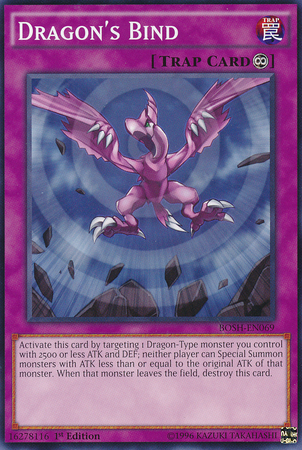 DRAGON'S BIND
TRAP
罠
[TRAP CARD∞]
BOSH-EN069
Activate this card by targeting 1 Dragon-Type monster you control
with 2500 or less ATK and DEF; neither player can Special Summon
monsters with ATK less than or equal to the original ATK of that
monster. When that monster leaves the field, destroy this card.
16278116 1st Edition ©1996 KAZUKI TAKAHASHI